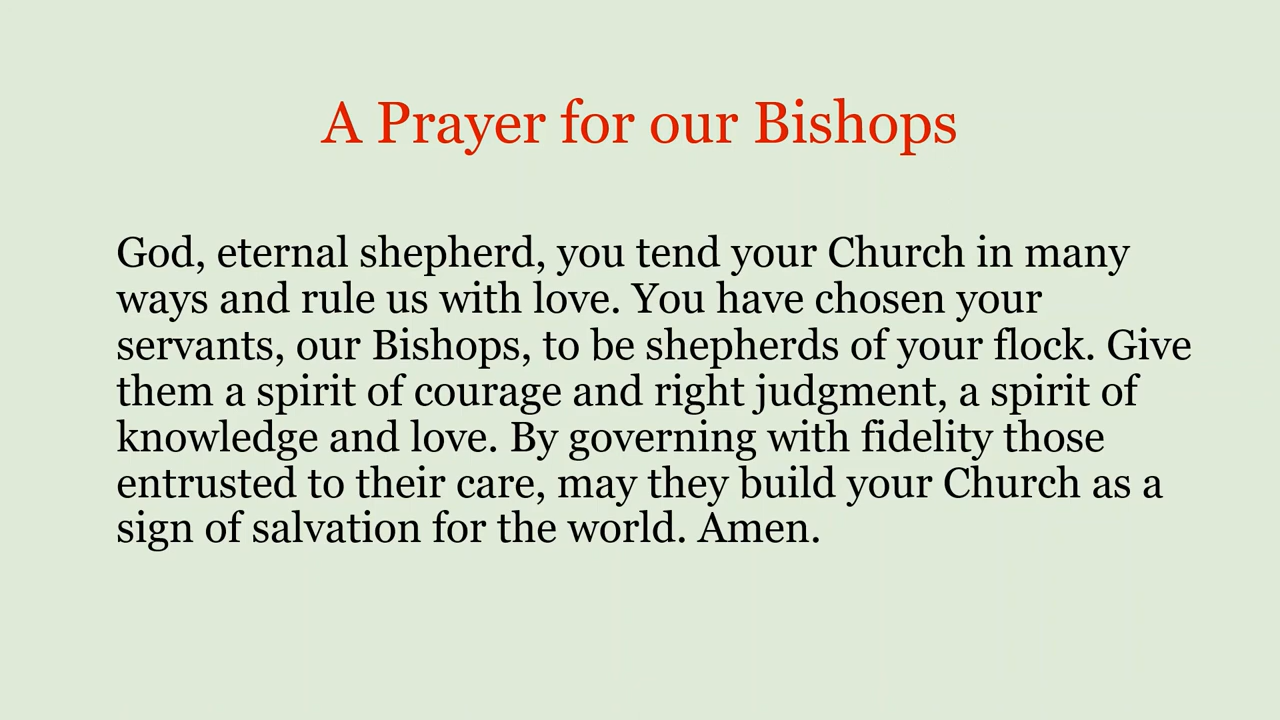 A Prayer for our Bishops
God, eternal shepherd, you tend your Church in many
ways and rule us with love. You have chosen your
servants, our Bishops, to be shepherds of your flock. Give
them a spirit of courage and right judgment, a spirit of
knowledge and love. By governing with fidelity those
entrusted to their care, may they build your Church as a
sign of salvation for the world. Amen.